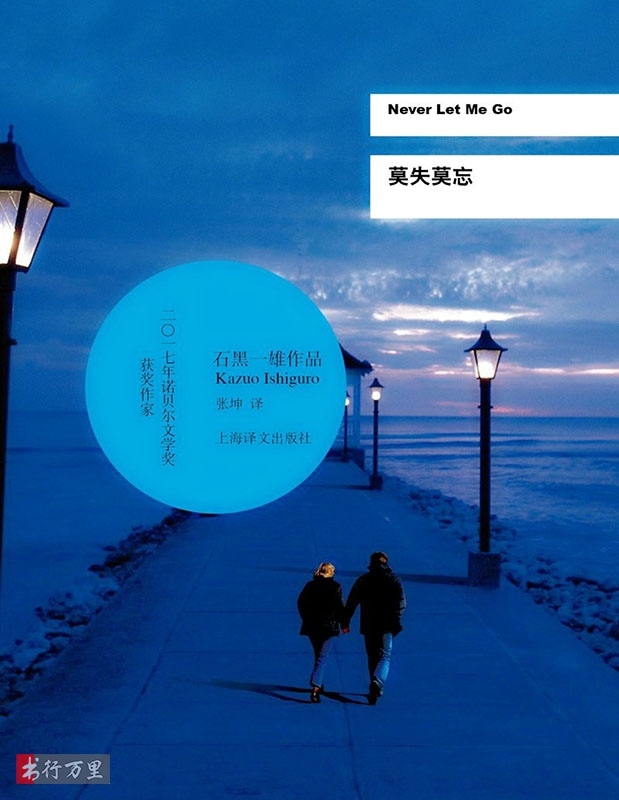 Never Let Me Go
莫失莫忘
二〇一七年诺贝尔文学奖
获奖作家
石黑一雄作品
Kazuo Ishiguro
张坤 译
上海译文出版社
书行万里